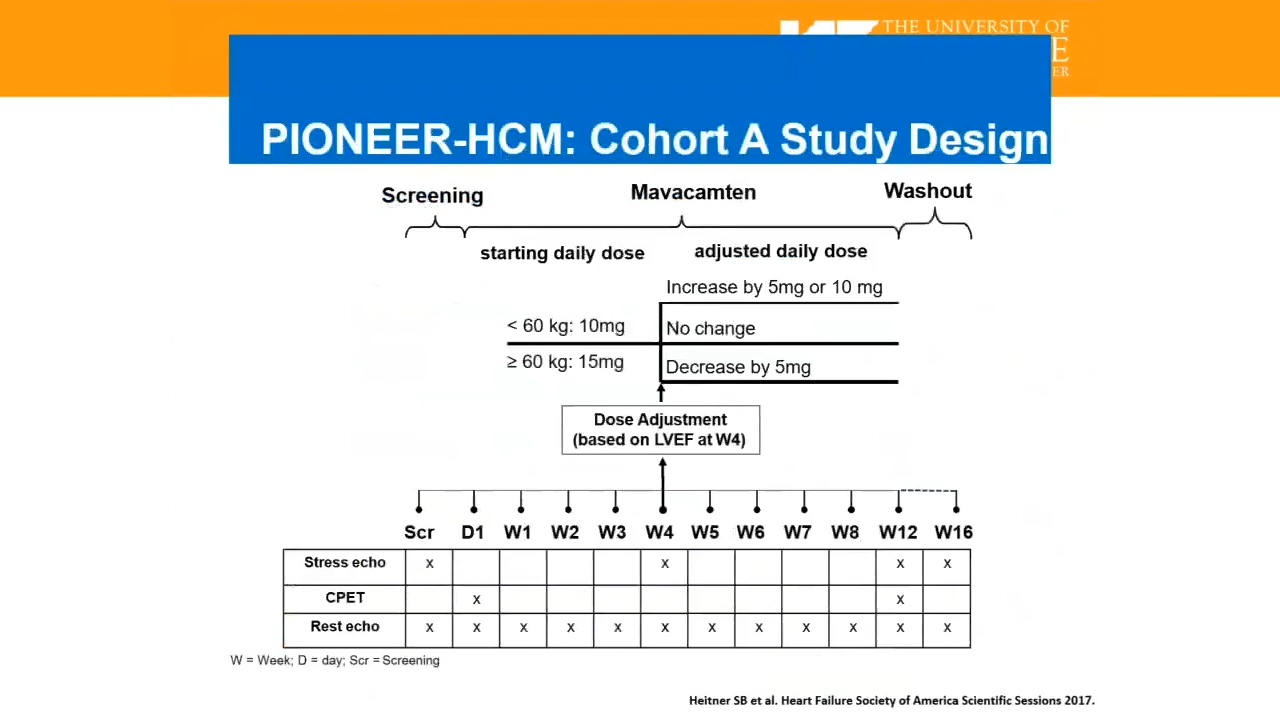 THE UNIVERSITY OF
E
ER
PIONEER-HCM: Cohort A Study Design
Screening Mavacamten Washout
starting daily dose adjusted daily dose
Increase by 5mg or 10 mg
< 60 kg: 10mg No change
≥ 60 kg: 15mg Decrease by 5mg
Dose Adjustment
(based on LVEF at W4)
Scr D1 W1 W2 W3 W4 W5 W6 W7 W8 W12 W16
Stress echo x x x x
CPET x x
Rest echo x x x x x x x x x x x x
W = Week; D = day; Scr = Screening
Heitner SB et al. Heart Failure Society of America Scientific Sessions 2017.